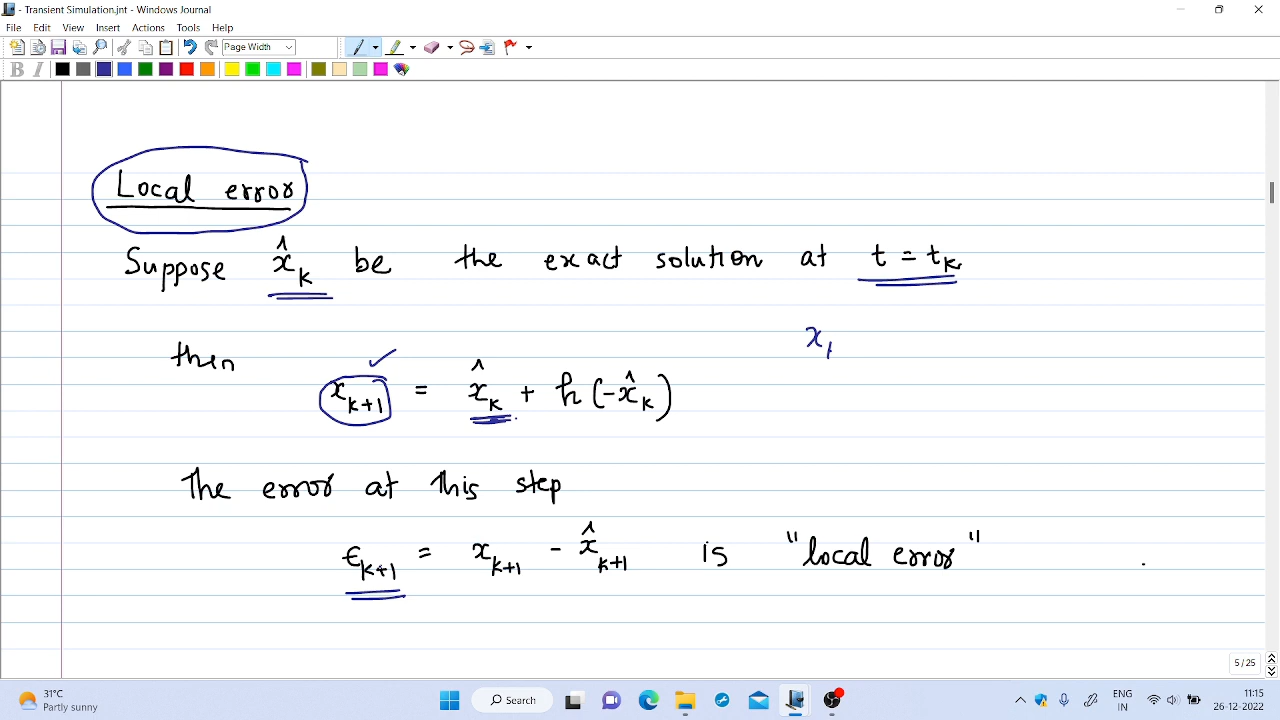 Transient Simulation.jnt - Windows Journal
File Edit View Insert Actions Tools Help
Page Width
B I
Local error
Suppose x̂ₖ be the exact solution at t = tₖ,
x₁
then
xₖ₊₁ = x̂ₖ + h (-x̂ₖ)
The error at this step
ϵₖ₊₁ = xₖ₊₁ - x̂ₖ₊₁ is "local error"
5 / 25
31°C
Partly sunny
Search
ENG
IN
11:15
26-12-2022